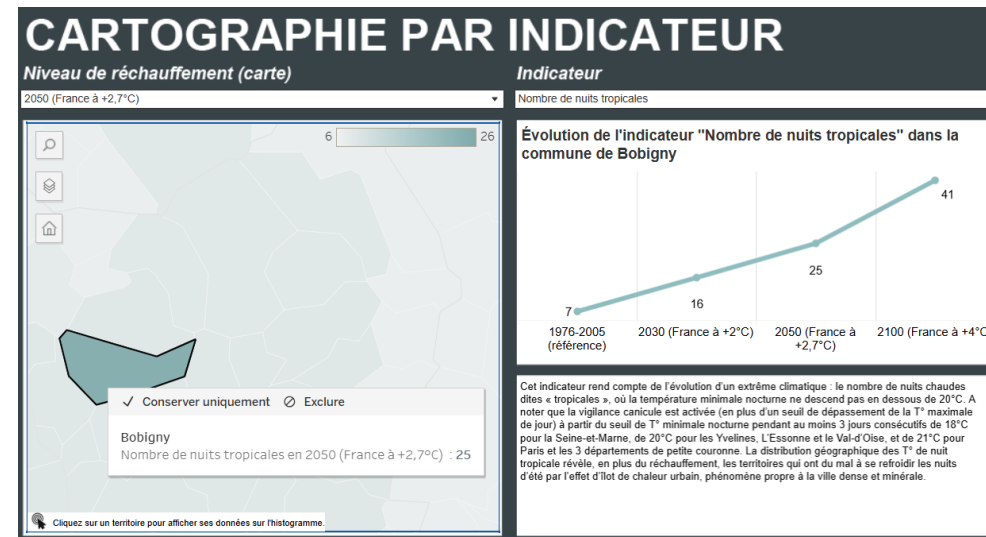 CARTOGRAPHIE PAR INDICATEUR
Niveau de réchauffement (carte)
2050 (France à +2,7°C)
Indicateur
Nombre de nuits tropicales
6
26
Bobigny
Nombre de nuits tropicales en 2050 (France à +2,7°C) : 25
Conserver uniquement
Exclure
Cliquez sur un territoire pour afficher ses données sur l'histogramme.
Évolution de l'indicateur "Nombre de nuits tropicales" dans la
commune de Bobigny
7
16
25
41
1976-2005
(référence)
2030 (France à +2°C)
2050 (France à
+2,7°C)
2100 (France à +4°C
Cet indicateur rend compte de l'évolution d'un extrême climatique : le nombre de nuits chaudes
dites « tropicales », où la température minimale nocturne ne descend pas en dessous de 20°C. A
noter que la vigilance canicule est activée (en plus d'un seuil de dépassement de la T° maximale
de jour) à partir du seuil de T° minimale nocturne pendant au moins 3 jours consécutifs de 18°C
pour la Seine-et-Marne, de 20°C pour les Yvelines, L'Essonne et le Val-d'Oise, et de 21°C pour
Paris et les 3 départements de petite couronne. La distribution géographique des T° de nuit
tropicale révèle, en plus du réchauffement, les territoires qui ont du mal à se refroidir les nuits
d'été par l'effet d'îlot de chaleur urbain, phénomène propre à la ville dense et minérale.